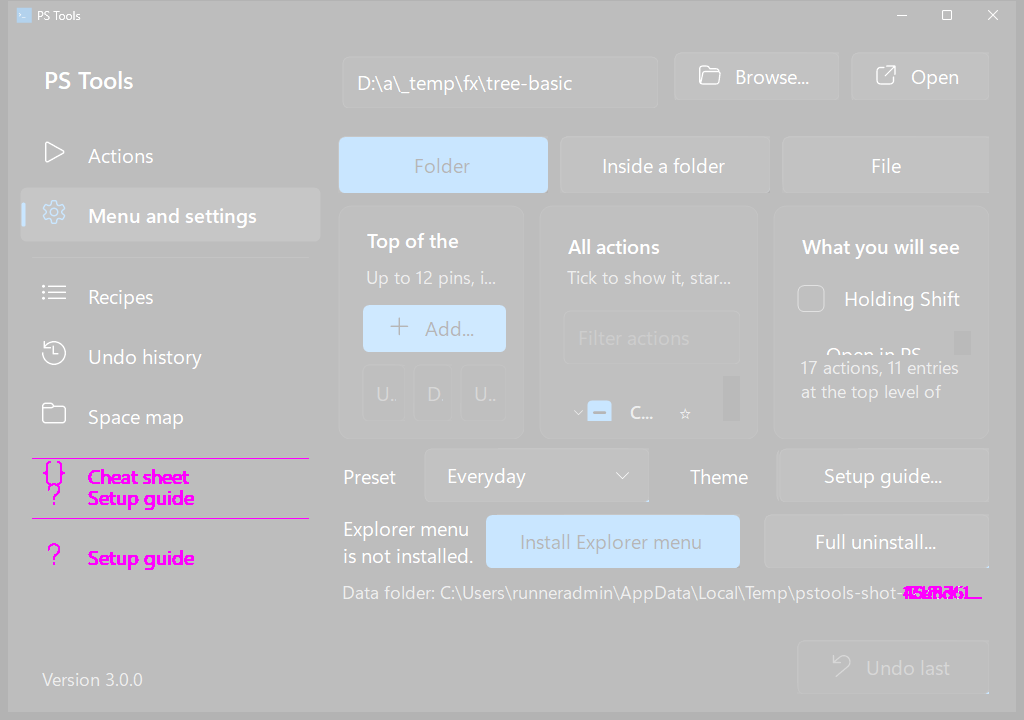 PS Tools
PS Tools
D:\a\_temp\fx\tree-basic
Browse...
Open
Actions
Menu and settings
Recipes
Undo history
Space map
Cheat sheet
Setup guide
Setup guide
Version 3.0.0
Folder
Inside a folder
File
Top of the
Up to 12 pins, i...
Add...
U..
D.
U..
All actions
Tick to show it, star...
Filter actions
C...
What you will see
Holding Shift
Open in PS
17 actions, 11 entries
at the top level of
Preset
Everyday
Theme
Setup guide...
Explorer menu
is not installed.
Install Explorer menu
Full uninstall...
Data folder: C:\Users\runneradmin\AppData\Local\Temp\pstools-shot-
Undo last